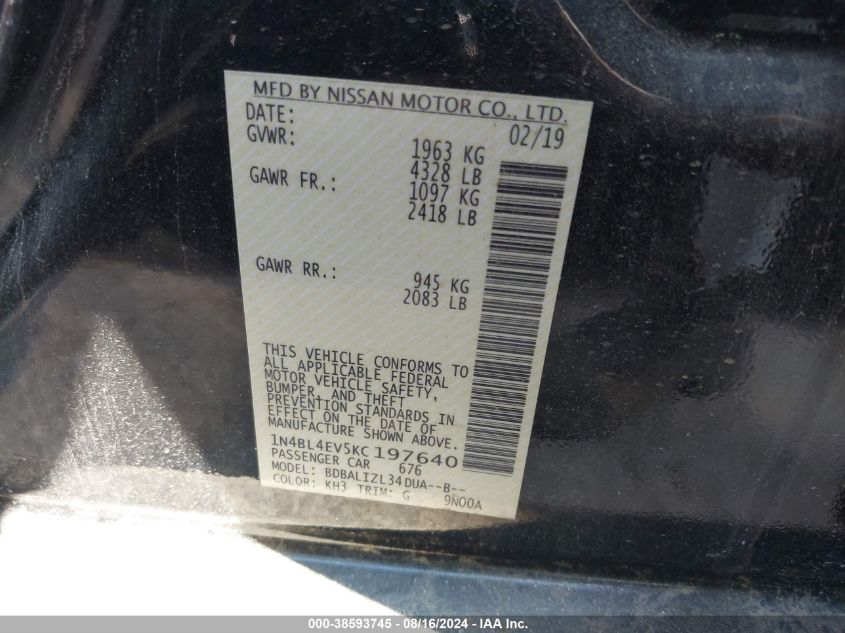 MFD BY NISSAN MOTOR CO., LTD.
DATE: 02/19
GVWR: 1963 KG
4328 LB
GAWR FR.: 1097 KG
2418 LB
GAWR RR.: 945 KG
2083 LB
THIS VEHICLE CONFORMS TO
ALL APPLICABLE FEDERAL
MOTOR VEHICLE SAFETY,
BUMPER, AND THEFT
PREVENTION STANDARDS IN
EFFECT ON THE DATE OF
MANUFACTURE SHOWN ABOVE.
1N4BL4EV5KC197640
PASSENGER CAR 676
MODEL: BDBALIZL34DUA--B--
COLOR: KH3 TRIM: G 9N00A
000-38593745 - 08/16/2024 - IAA Inc.